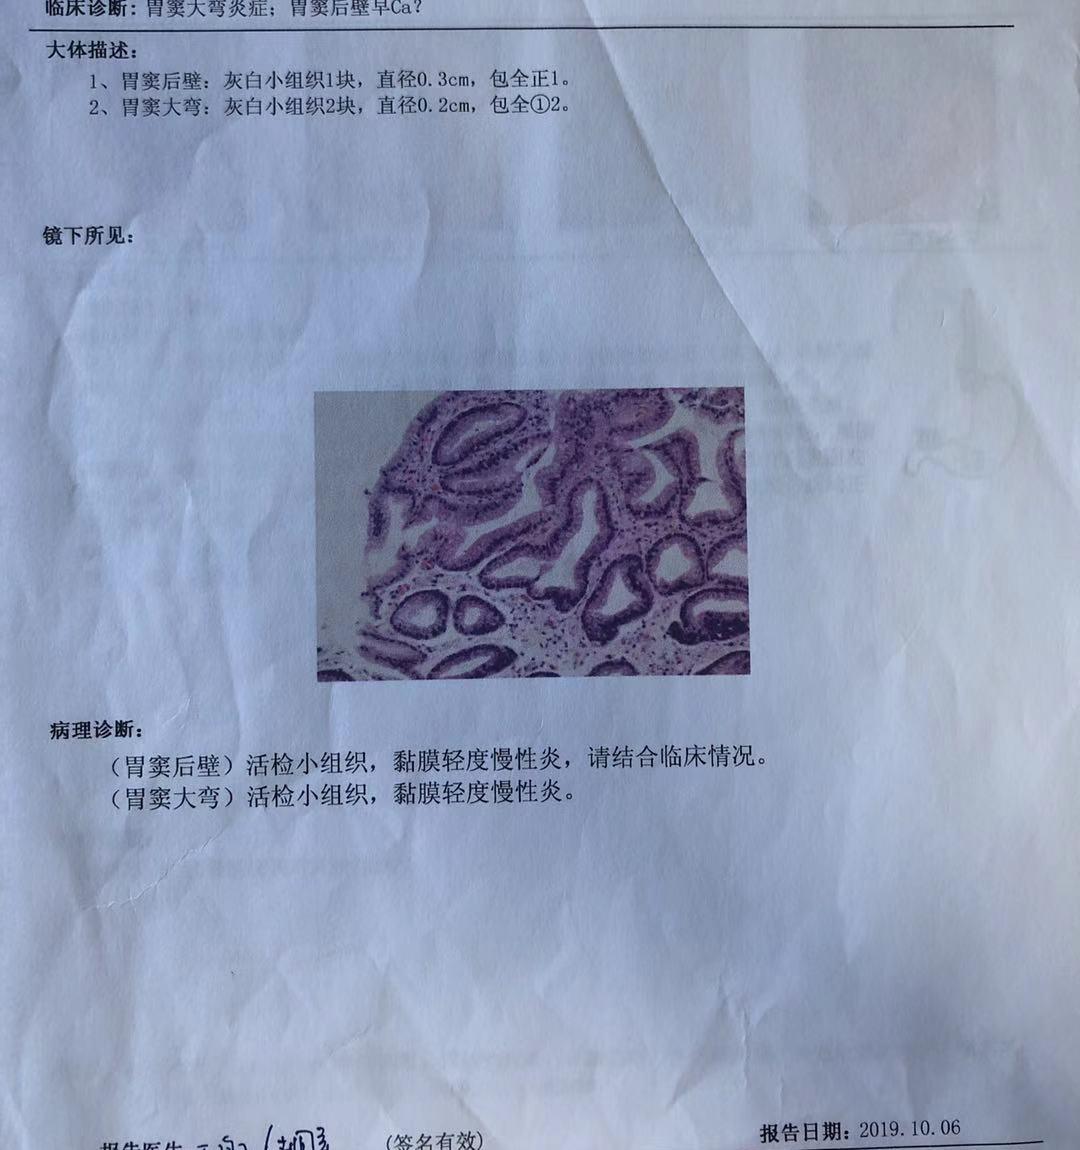 临床诊断：胃窦大弯炎症；胃窦后壁早Ca？
大体描述：
1、胃窦后壁：灰白小组织1块，直径0.3cm，包全正1。
2、胃窦大弯：灰白小组织2块，直径0.2cm，包全①2。
镜下所见：
病理诊断：
（胃窦后壁）活检小组织，黏膜轻度慢性炎，请结合临床情况。
（胃窦大弯）活检小组织，黏膜轻度慢性炎。
报告医生
(签名有效)
报告日期：2019.10.06